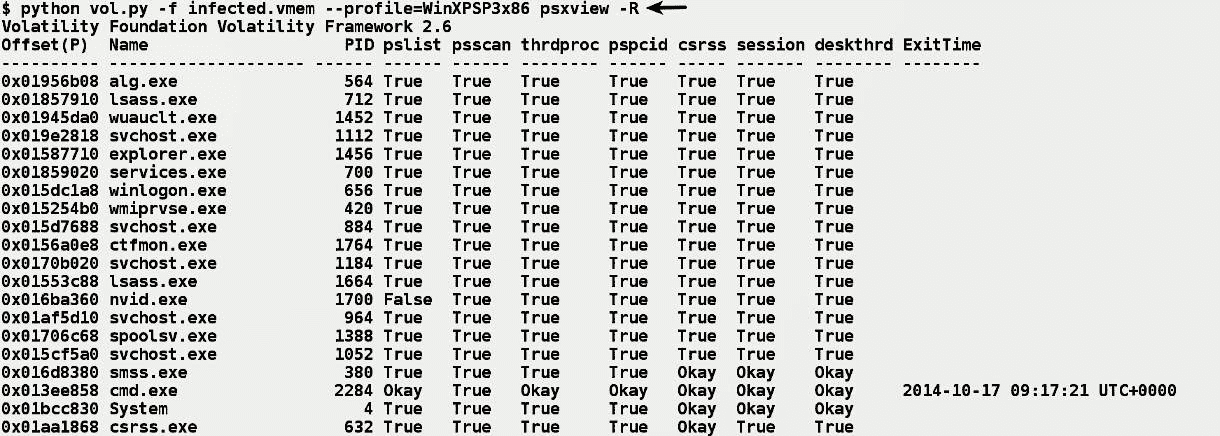 $ python vol.py -f infected.vmem --profile=WinXPSP3x86 psxview -R
Volatility Foundation Volatility Framework 2.6
Offset(P)  Name                    PID pslist psscan thrdproc pspcid csrss session deskthrd ExitTime
---------- -------------------- ------ ------ ------ -------- ------ ----- ------- -------- --------
0x01956b08 alg.exe                 564 True   True   True     True   True  True    True
0x01857910 lsass.exe               712 True   True   True     True   True  True    True
0x01945da0 wuauclt.exe            1452 True   True   True     True   True  True    True
0x019e2818 svchost.exe            1112 True   True   True     True   True  True    True
0x01587710 explorer.exe           1456 True   True   True     True   True  True    True
0x01859020 services.exe            700 True   True   True     True   True  True    True
0x015dc1a8 winlogon.exe            656 True   True   True     True   True  True    True
0x015254b0 wmiprvse.exe            420 True   True   True     True   True  True    True
0x015d7688 svchost.exe             884 True   True   True     True   True  True    True
0x0156a0e8 ctfmon.exe             1764 True   True   True     True   True  True    True
0x0170b020 svchost.exe            1184 True   True   True     True   True  True    True
0x01553c88 lsass.exe              1664 True   True   True     True   True  True    True
0x016ba360 nvid.exe               1700 False  True   True     True   True  True    True
0x01af5d10 svchost.exe             964 True   True   True     True   True  True    True
0x01706c68 spoolsv.exe            1388 True   True   True     True   True  True    True
0x015cf5a0 svchost.exe            1052 True   True   True     True   True  True    True
0x016d8380 smss.exe                380 True   True   True     True   Okay  Okay    Okay
0x013ee858 cmd.exe                2284 Okay   True   Okay     Okay   Okay  Okay    Okay     2014-10-17 09:17:21 UTC+0000
0x01bcc830 System                    4 True   True   True     True   Okay  Okay    Okay
0x01aa1868 csrss.exe               632 True   True   True     True   Okay  True    True